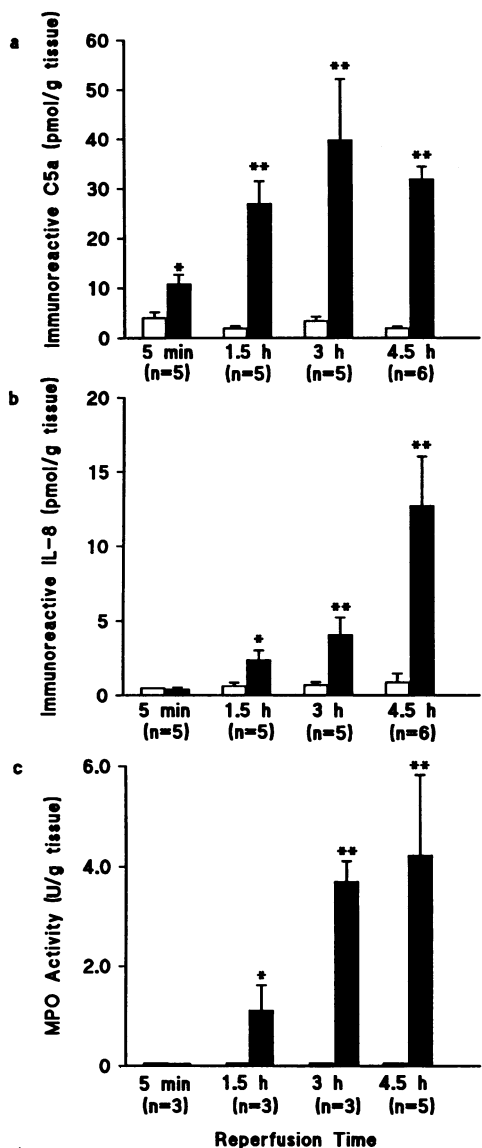 a
Immunoreactive C5a (pmol/g tissue)
60
50
40
30
20
10
0
*
**
**
**
5 min 1.5 h 3 h 4.5 h
(n=5) (n=5) (n=5) (n=6)
b
Immunoreactive IL-8 (pmol/g tissue)
20
15
10
5
0
*
**
**
5 min 1.5 h 3 h 4.5 h
(n=5) (n=5) (n=5) (n=6)
c
MPO Activity (U/g tissue)
6.0
4.0
2.0
0
*
**
**
5 min 1.5 h 3 h 4.5 h
(n=3) (n=3) (n=3) (n=5)
Reperfusion Time